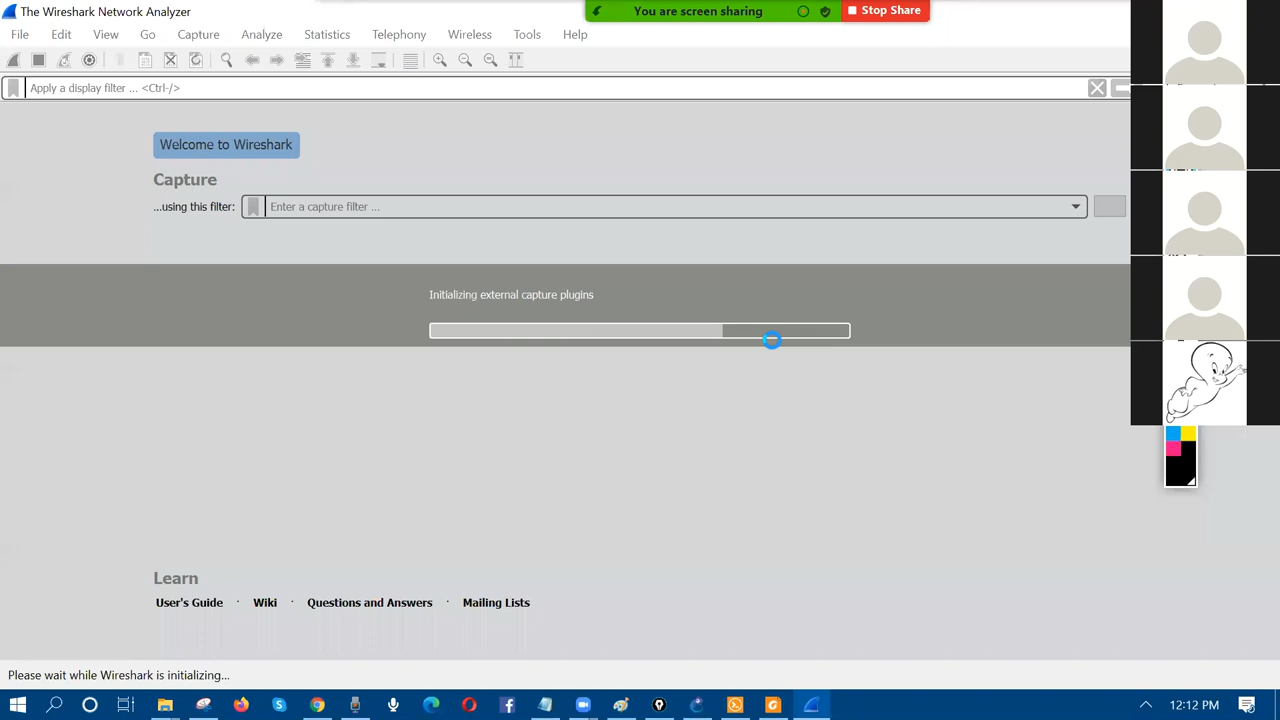 The Wireshark Network Analyzer
You are screen sharing
Stop Share
File Edit View Go Capture Analyze Statistics Telephony Wireless Tools Help
Apply a display filter ... <Ctrl-/>
Welcome to Wireshark
Capture
...using this filter: Enter a capture filter ...
Initializing external capture plugins
Learn
User's Guide · Wiki · Questions and Answers · Mailing Lists
Please wait while Wireshark is initializing...
12:12 PM